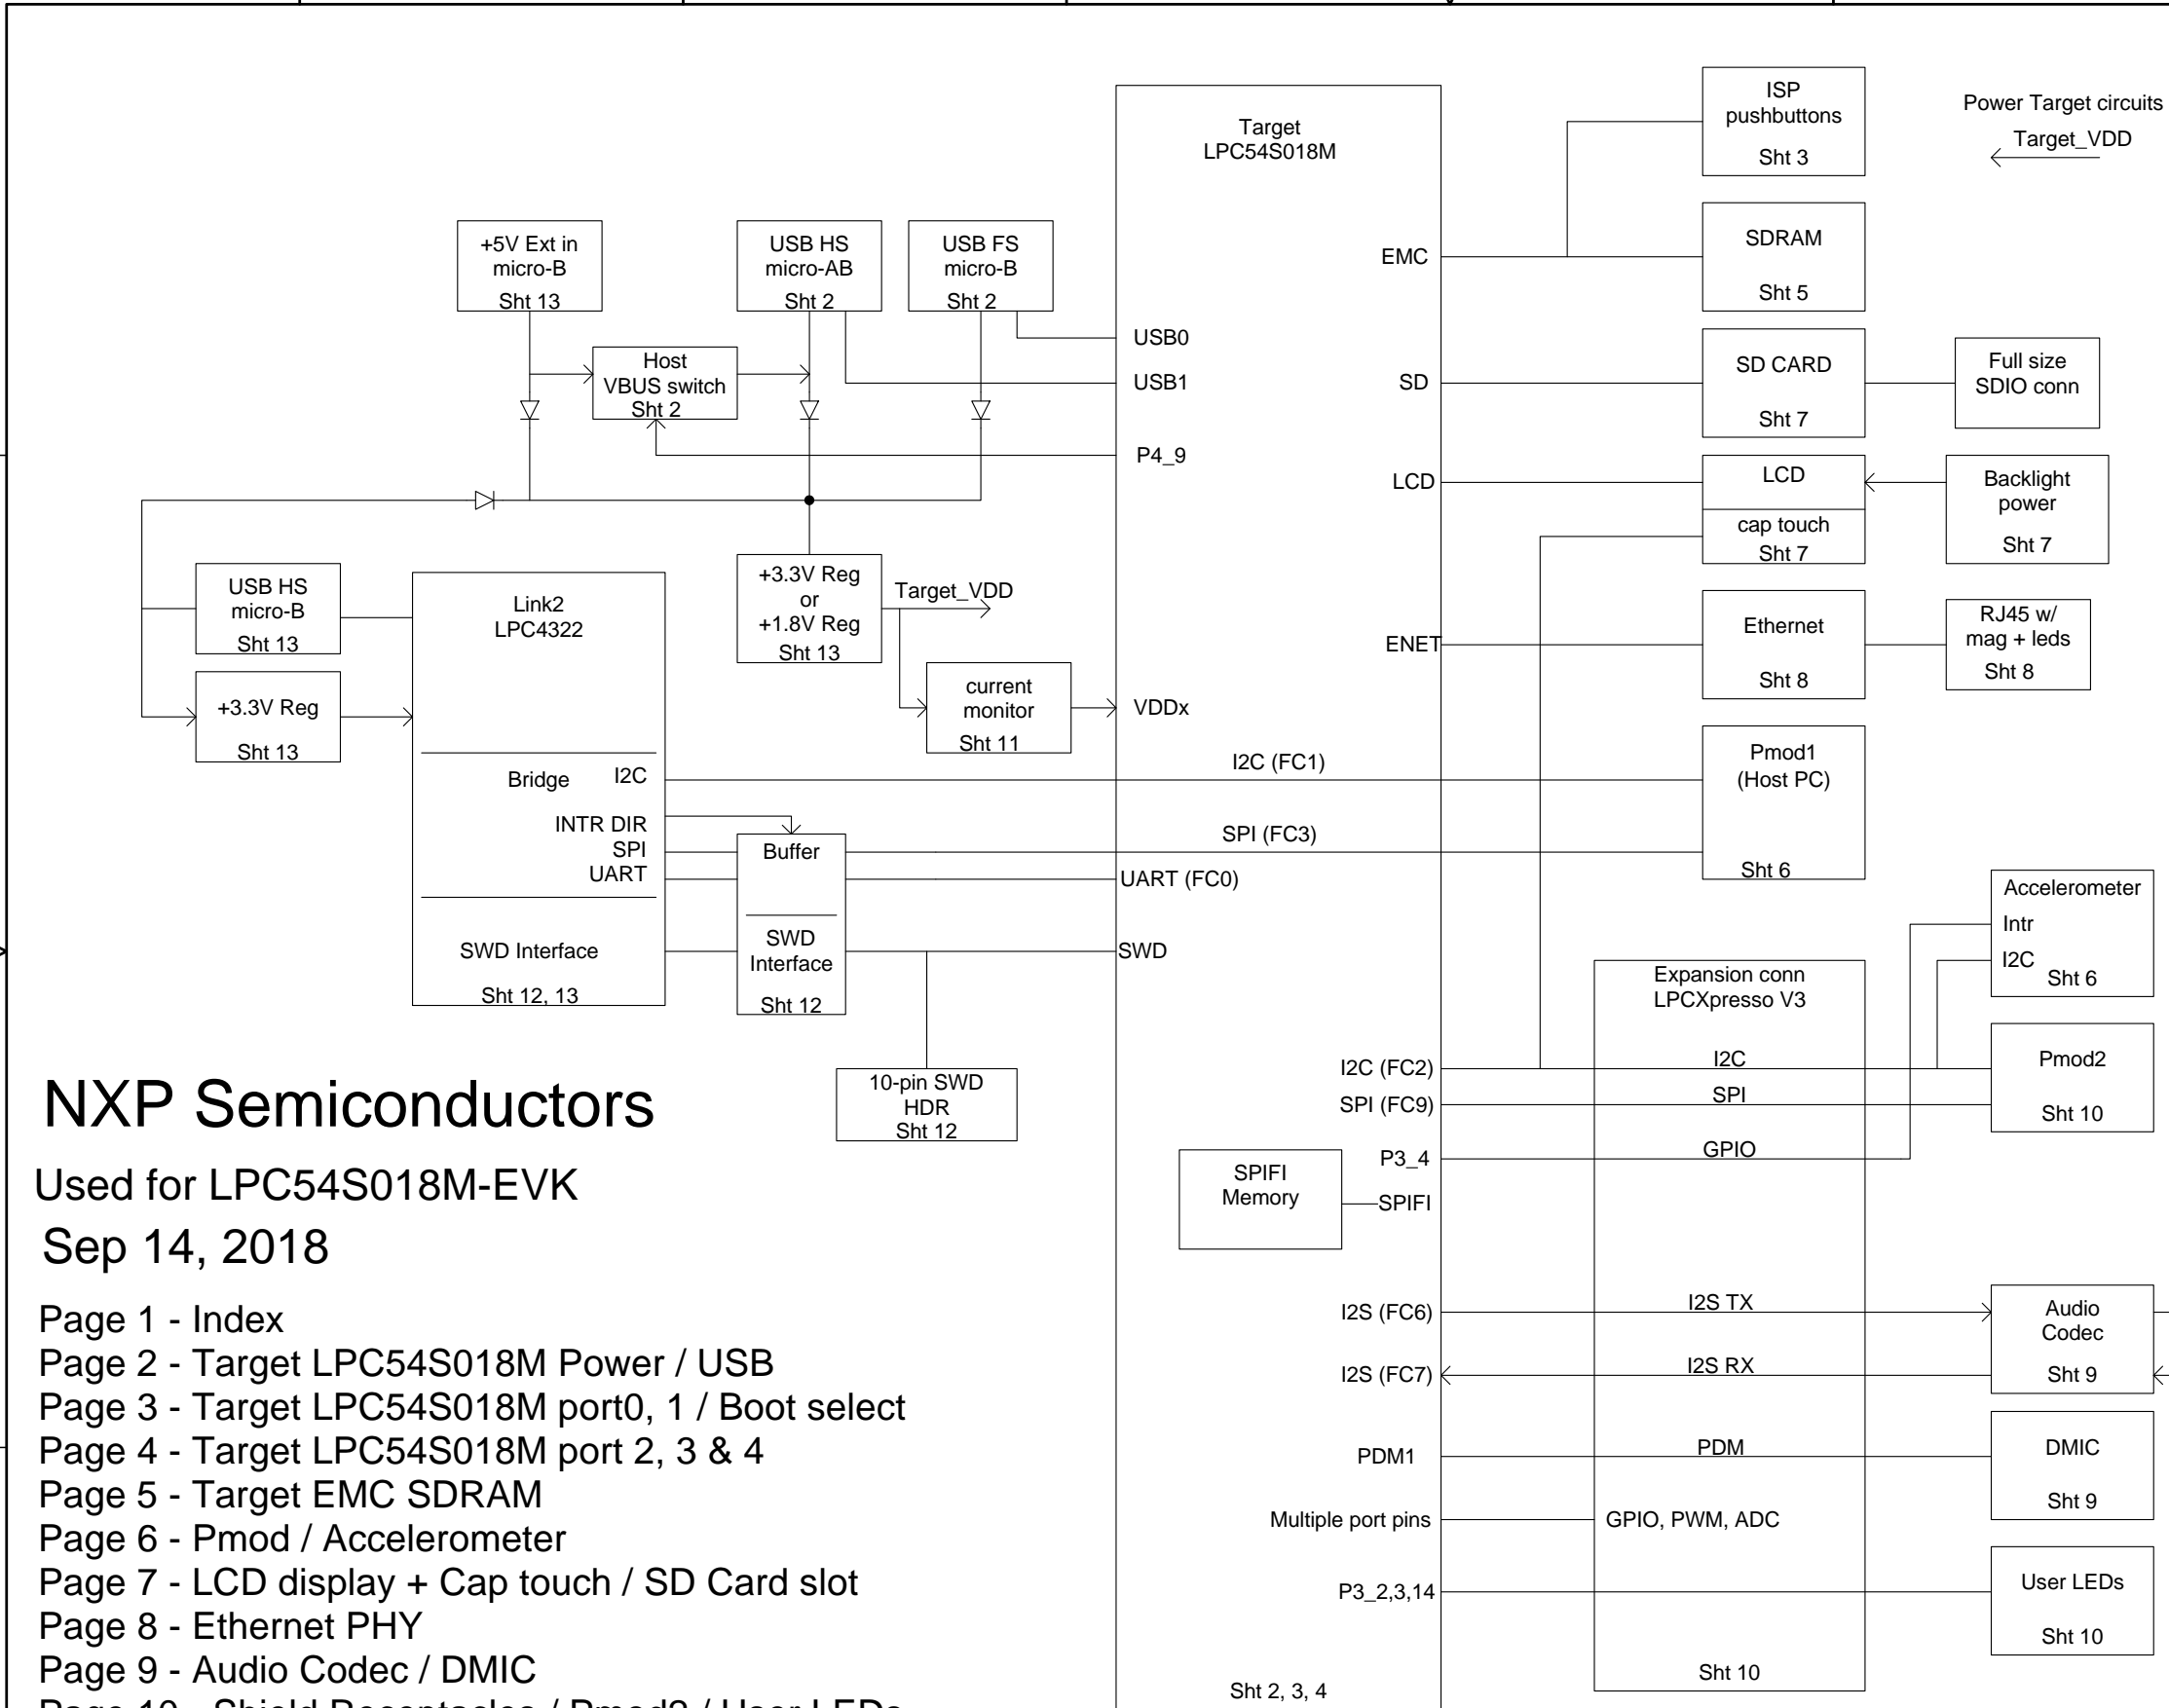 Target
LPC54S018M
ISP
pushbuttons
Sht 3
Power Target circuits
Target_VDD
+5V Ext in
micro-B
Sht 13
USB HS
micro-AB
Sht 2
USB FS
micro-B
Sht 2
EMC
SDRAM
Sht 5
USB0
USB1
P4_9
Host
VBUS switch
Sht 2
SD
SD CARD
Sht 7
Full size
SDIO conn
LCD
LCD
cap touch
Sht 7
Backlight
power
Sht 7
USB HS
micro-B
Sht 13
+3.3V Reg
Sht 13
Link2
LPC4322
+3.3V Reg
or
+1.8V Reg
Sht 13
Target_VDD
current
monitor
Sht 11
VDDx
ENET
Ethernet
Sht 8
RJ45 w/
mag + leds
Sht 8
Bridge
I2C
INTR DIR
SPI
UART
SWD Interface
Sht 12, 13
Buffer
SWD
Interface
Sht 12
I2C (FC1)
SPI (FC3)
UART (FC0)
SWD
Pmod1
(Host PC)
Sht 6
Accelerometer
Intr
I2C
Sht 6
Expansion conn
LPCXpresso V3
10-pin SWD
HDR
Sht 12
I2C (FC2)
I2C
SPI (FC9)
SPI
Pmod2
Sht 10
P3_4
GPIO
SPIFI
Memory
SPIFI
I2S (FC6)
I2S TX
I2S (FC7)
I2S RX
Audio
Codec
Sht 9
PDM1
PDM
DMIC
Sht 9
Multiple port pins
GPIO, PWM, ADC
P3_2,3,14
User LEDs
Sht 10
Sht 10
Sht 2, 3, 4
NXP Semiconductors
Used for LPC54S018M-EVK
Sep 14, 2018
Page 1 - Index
Page 2 - Target LPC54S018M Power / USB
Page 3 - Target LPC54S018M port0, 1 / Boot select
Page 4 - Target LPC54S018M port 2, 3 & 4
Page 5 - Target EMC SDRAM
Page 6 - Pmod / Accelerometer
Page 7 - LCD display + Cap touch / SD Card slot
Page 8 - Ethernet PHY
Page 9 - Audio Codec / DMIC
Page 10 - Shield Receptacles / Pmod2 / User LEDs